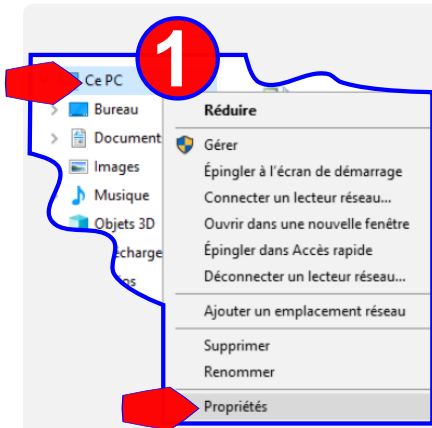 1
Ce PC
Bureau
Document
Images
Musique
Objets 3D
écharge
os
Réduire
Gérer
Épingler à l'écran de démarrage
Connecter un lecteur réseau...
Ouvrir dans une nouvelle fenêtre
Épingler dans Accès rapide
Déconnecter un lecteur réseau...
Ajouter un emplacement réseau
Supprimer
Renommer
Propriétés